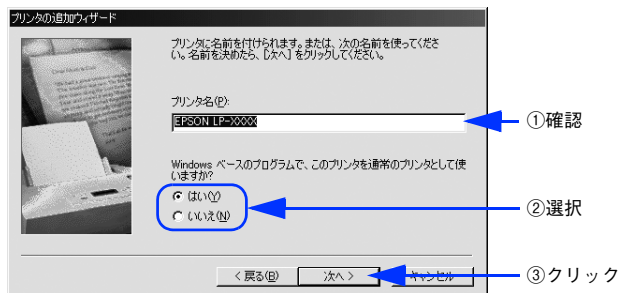 プリンタの追加ウィザード
プリンタに名前を付けられます。または、次の名前を使ってくださ
い。名前を決めたら、[次へ] をクリックしてください。
プリンタ名(P):
EPSON LP-XXXX
①確認
Windows ベースのプログラムで、このプリンタを通常のプリンタとして使
いますか?
はい(Y)
いいえ(N)
②選択
< 戻る(B)
次へ >
キャンセル
③クリック